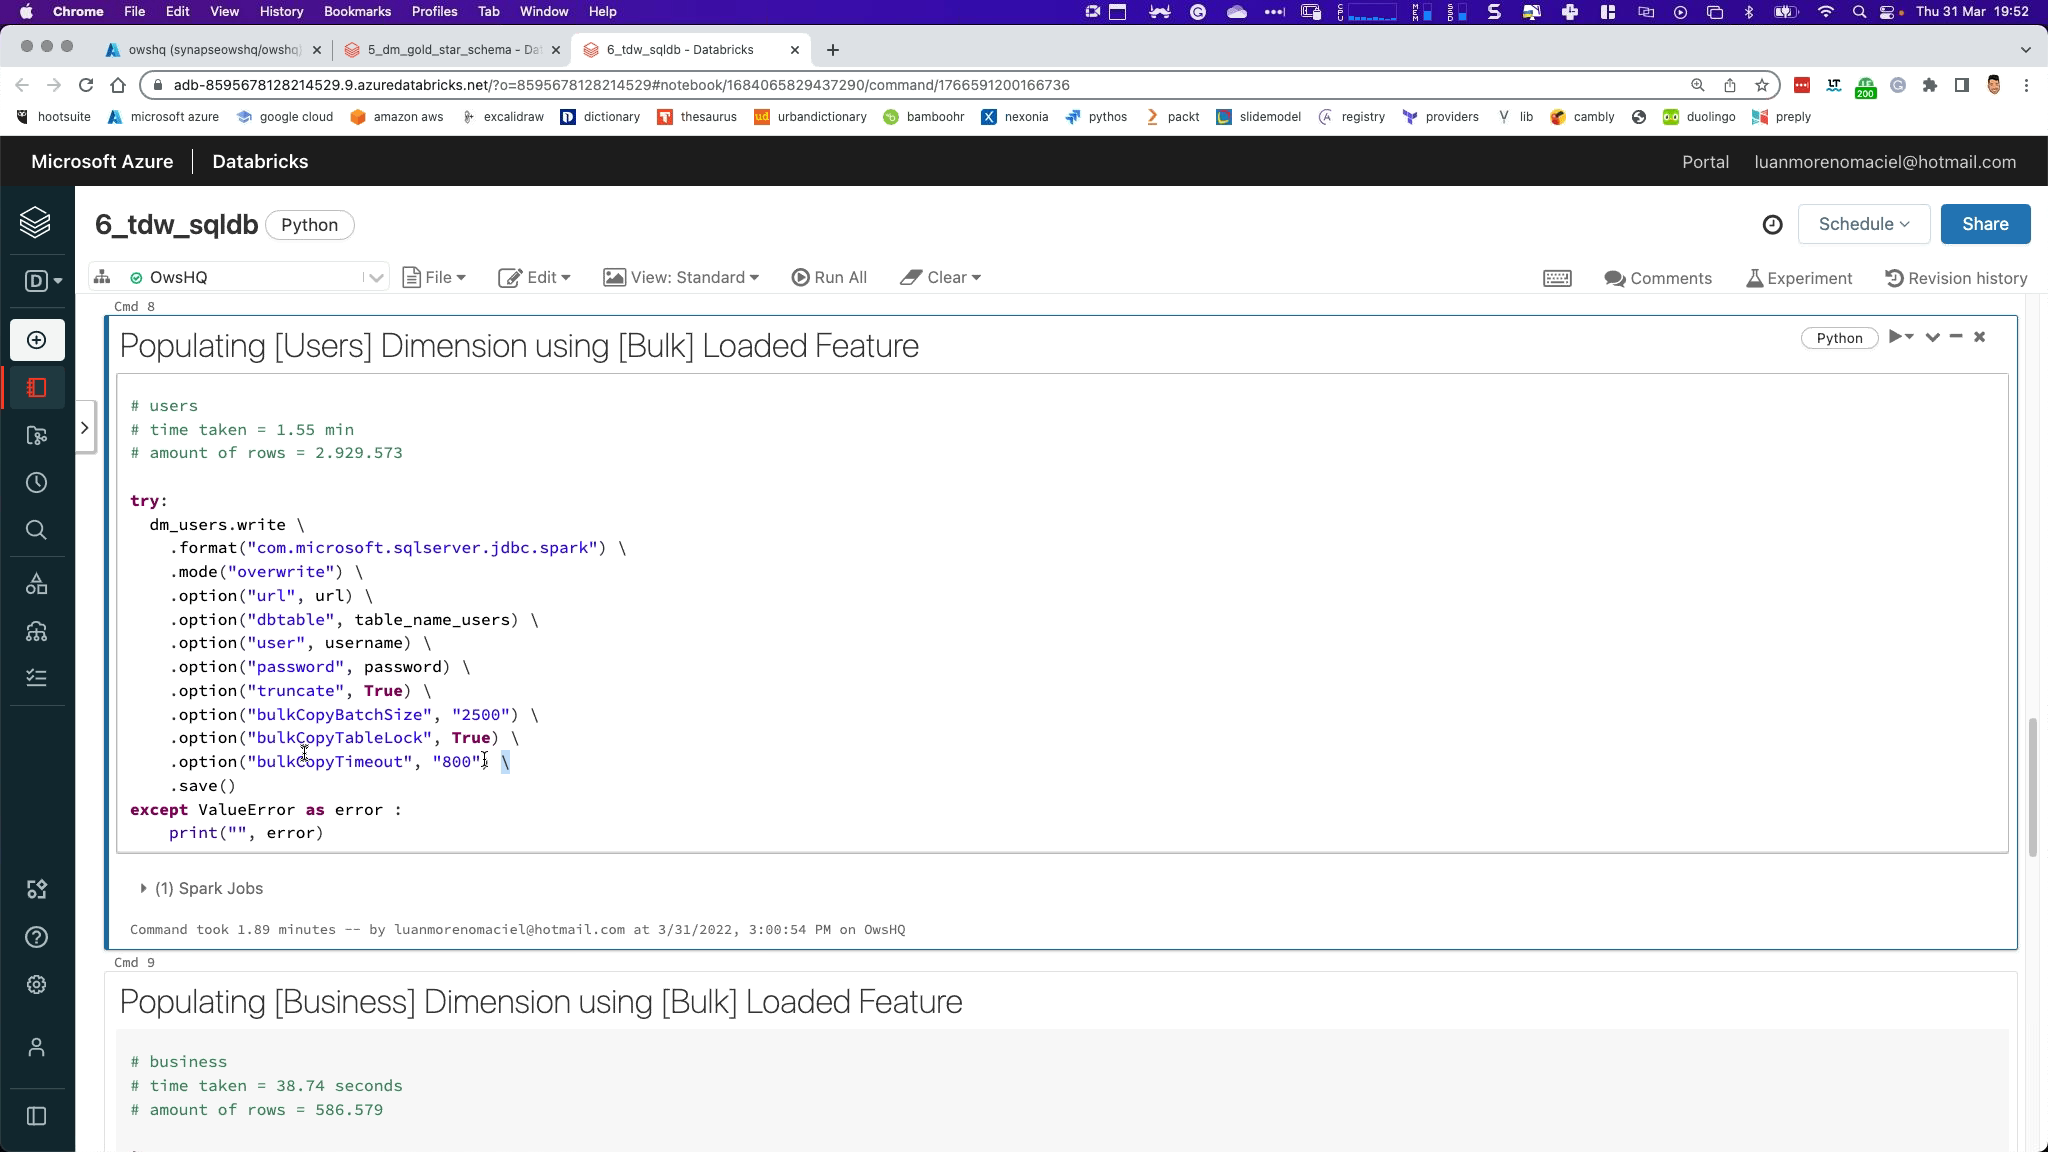 Chrome File Edit View History Bookmarks Profiles Tab Window Help Thu 31 Mar 19:52
owshq (synapseowshq/owshq) 5_dm_gold_star_schema - Dat 6_tdw_sqldb - Databricks
adb-8595678128214529.9.azuredatabricks.net/?o=8595678128214529#notebook/1684065829437290/command/1766591200166736
200
hootsuite microsoft azure google cloud amazon aws excalidraw dictionary thesaurus urbandictionary bamboohr nexonia pythos packt slidemodel registry providers lib cambly duolingo preply
Microsoft Azure Databricks Portal luanmorenomaciel@hotmail.com
6_tdw_sqldb Python Schedule Share
D OwsHQ File Edit View: Standard Run All Clear Comments Experiment Revision history
Cmd 8
Populating [Users] Dimension using [Bulk] Loaded Feature Python
# users
# time taken = 1.55 min
# amount of rows = 2.929.573
try:
dm_users.write \
.format("com.microsoft.sqlserver.jdbc.spark") \
.mode("overwrite") \
.option("url", url) \
.option("dbtable", table_name_users) \
.option("user", username) \
.option("password", password) \
.option("truncate", True) \
.option("bulkCopyBatchSize", "2500") \
.option("bulkCopyTableLock", True) \
.option("bulkCopyTimeout", "800") \
.save()
except ValueError as error :
print("", error)
(1) Spark Jobs
Command took 1.89 minutes -- by luanmorenomaciel@hotmail.com at 3/31/2022, 3:00:54 PM on OwsHQ
Cmd 9
Populating [Business] Dimension using [Bulk] Loaded Feature
# business
# time taken = 38.74 seconds
# amount of rows = 586.579